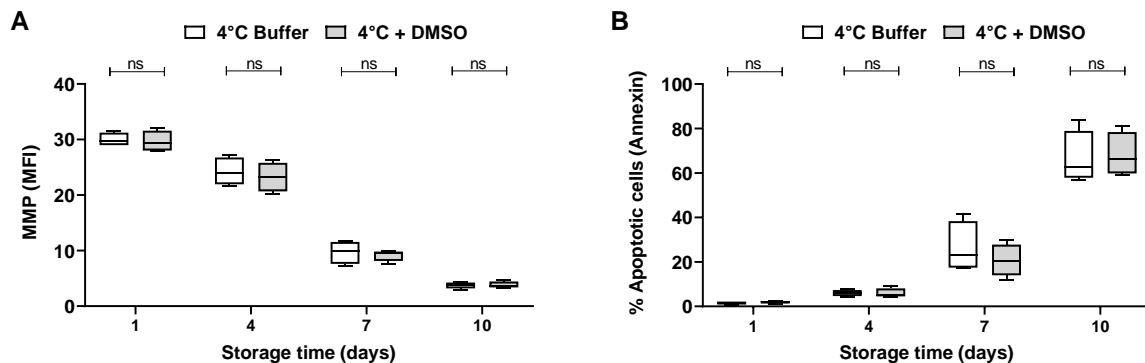 A
4°C Buffer 4°C + DMSO
ns ns ns ns
MMP (MFI)
40
30
20
10
0
1 4 7 10
Storage time (days)
B
4°C Buffer 4°C + DMSO
ns ns ns ns
% Apoptotic cells (Annexin)
100
80
60
40
20
0
1 4 7 10
Storage time (days)